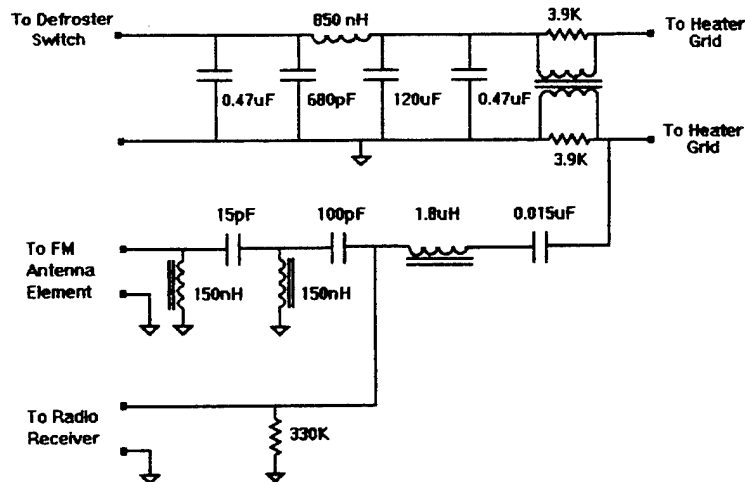 To Defroster
Switch
850 nH
3.9K
To Heater
Grid
0.47uF
680pF
120uF
0.47uF
To Heater
Grid
3.9K
15pF
100pF
1.8uH
0.015uF
To FM
Antenna
Element
150nH
150nH
To Radio
Receiver
330K